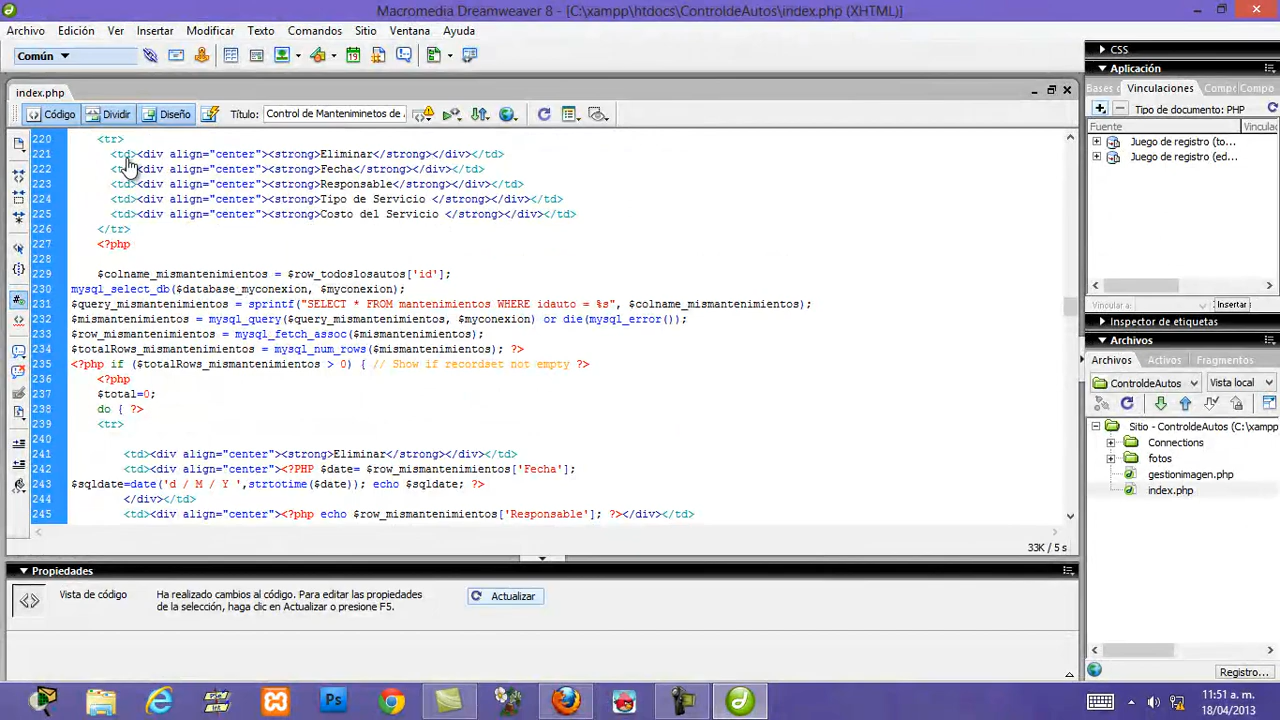 Macromedia Dreamweaver 8 - [C:\xampp\htdocs\ControldeAutos\index.php (XHTML)]
Archivo Edición Ver Insertar Modificar Texto Comandos Sitio Ventana Ayuda
Común
index.php
Código Dividir Diseño Título: Control de Manteniminetos de
220 <tr>
221 <td><div align="center"><strong>Eliminar</strong></div></td>
222 <td><div align="center"><strong>Fecha</strong></div></td>
223 <td><div align="center"><strong>Responsable</strong></div></td>
224 <td><div align="center"><strong>Tipo de Servicio </strong></div></td>
225 <td><div align="center"><strong>Costo del Servicio </strong></div></td>
226 </tr>
227 <?php
228
229 $colname_mismantenimientos = $row_todoslosautos['id'];
230 mysql_select_db($database_myconexion, $myconexion);
231 $query_mismantenimientos = sprintf("SELECT * FROM mantenimientos WHERE idauto = %s", $colname_mismantenimientos);
232 $mismantenimientos = mysql_query($query_mismantenimientos, $myconexion) or die(mysql_error());
233 $row_mismantenimientos = mysql_fetch_assoc($mismantenimientos);
234 $totalRows_mismantenimientos = mysql_num_rows($mismantenimientos); ?>
235 <?php if ($totalRows_mismantenimientos > 0) { // Show if recordset not empty ?>
236 <?php
237 $total=0;
238 do { ?>
239 <tr>
240
241 <td><div align="center"><strong>Eliminar</strong></div></td>
242 <td><div align="center"><?PHP $date= $row_mismantenimientos['Fecha'];
243 $sqldate=date('d / M / Y ',strtotime($date)); echo $sqldate; ?>
244 </div></td>
245 <td><div align="center"><?php echo $row_mismantenimientos['Responsable']; ?></div></td>
33K / 5 s
Propiedades
Vista de código
Ha realizado cambios al código. Para editar las propiedades
de la selección, haga clic en Actualizar o presione F5.
Actualizar
CSS
Aplicación
Bases d Vinculaciones Compo Compo
Tipo de documento: PHP
Fuente Vincula
Juego de registro (to...
Juego de registro (ed...
Vincular a: Insertar
Inspector de etiquetas
Archivos
Archivos Activos Fragmentos
ControldeAutos Vista local
Sitio - ControldeAutos (C:\xampp
Connections
fotos
gestionimagen.php
index.php
Registro...
Ps
11:51 a. m.
18/04/2013